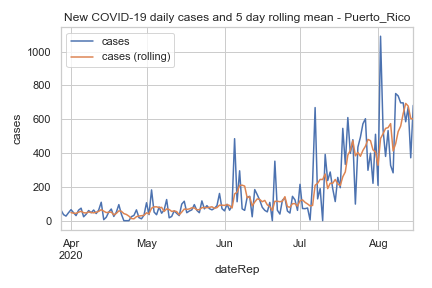 New COVID-19 daily cases and 5 day rolling mean - Puerto_Rico
cases
cases (rolling)
1000
800
600
400
200
0
cases
Apr
2020
May
Jun
Jul
Aug
dateRep